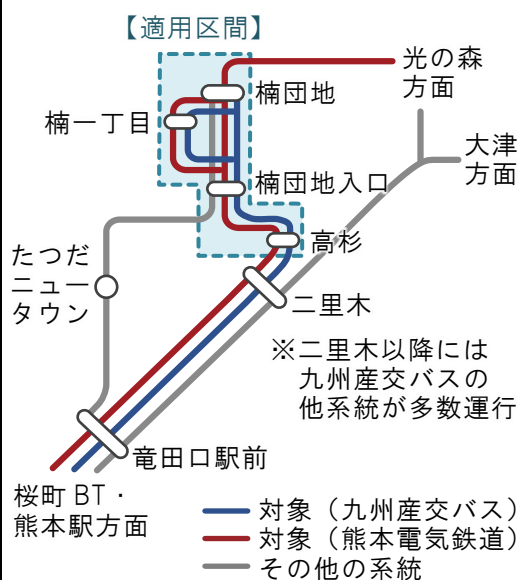 【適用区間】
光の森
方面
楠団地
楠一丁目
大津
方面
楠団地入口
高杉
たつだ
ニュー
タウン
二里木
※二里木以降には
九州産交バスの
他系統が多数運行
竜田口駅前
桜町BT・
熊本駅方面
対象（九州産交バス）
対象（熊本電気鉄道）
その他の系統